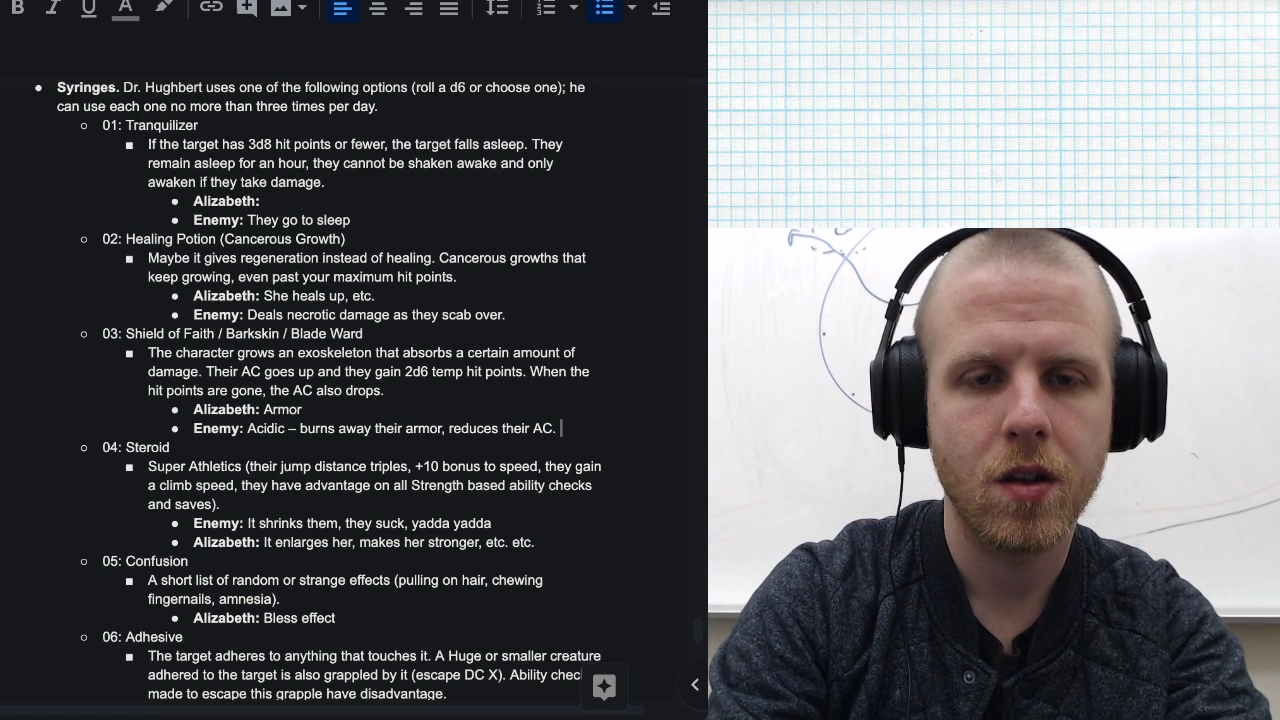 B I U A
● Syringes. Dr. Hughbert uses one of the following options (roll a d6 or choose one); he
can use each one no more than three times per day.
○ 01: Tranquilizer
■ If the target has 3d8 hit points or fewer, the target falls asleep. They
remain asleep for an hour, they cannot be shaken awake and only
awaken if they take damage.
● Alizabeth:
● Enemy: They go to sleep
○ 02: Healing Potion (Cancerous Growth)
■ Maybe it gives regeneration instead of healing. Cancerous growths that
keep growing, even past your maximum hit points.
● Alizabeth: She heals up, etc.
● Enemy: Deals necrotic damage as they scab over.
○ 03: Shield of Faith / Barkskin / Blade Ward
■ The character grows an exoskeleton that absorbs a certain amount of
damage. Their AC goes up and they gain 2d6 temp hit points. When the
hit points are gone, the AC also drops.
● Alizabeth: Armor
● Enemy: Acidic – burns away their armor, reduces their AC.
○ 04: Steroid
■ Super Athletics (their jump distance triples, +10 bonus to speed, they gain
a climb speed, they have advantage on all Strength based ability checks
and saves).
● Enemy: It shrinks them, they suck, yadda yadda
● Alizabeth: It enlarges her, makes her stronger, etc. etc.
○ 05: Confusion
■ A short list of random or strange effects (pulling on hair, chewing
fingernails, amnesia).
● Alizabeth: Bless effect
○ 06: Adhesive
■ The target adheres to anything that touches it. A Huge or smaller creature
adhered to the target is also grappled by it (escape DC X). Ability chec
made to escape this grapple have disadvantage.